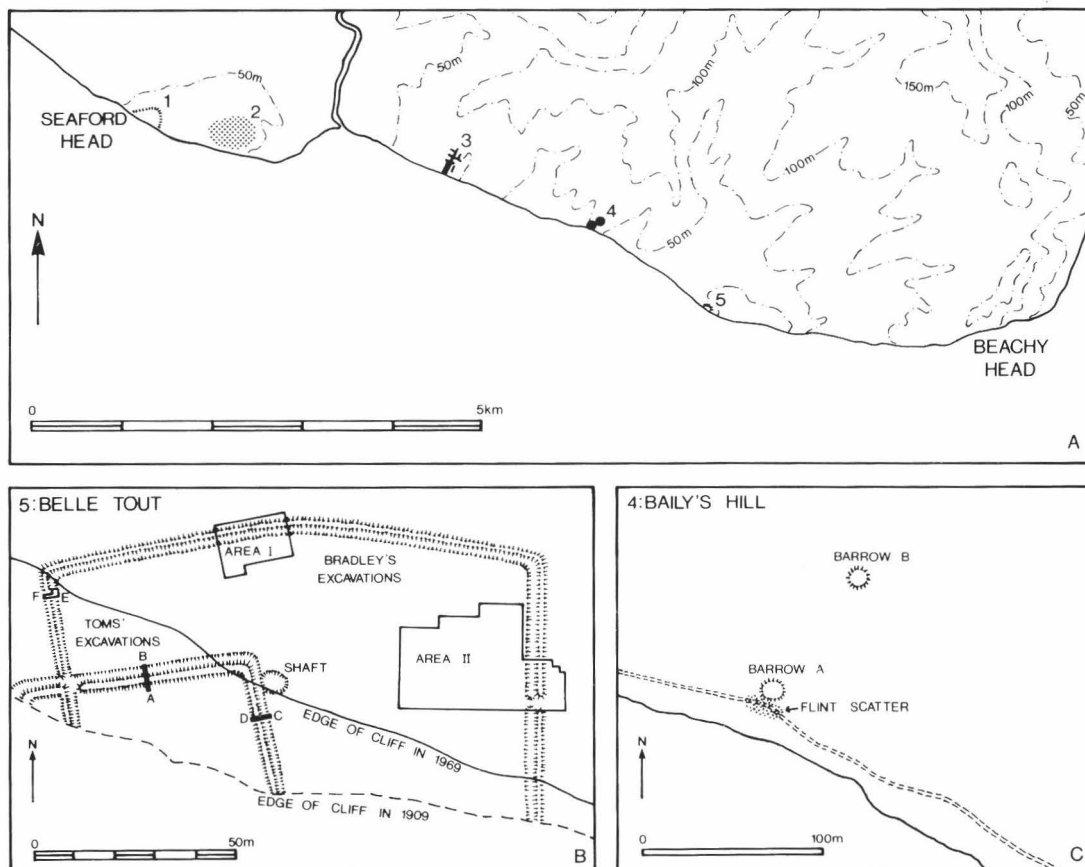 1
50m
SEAFORD
HEAD
2
50m
100m
150m
100m
50m
3
100m
100m
4
50m
5
BEACHY
HEAD
N
0
5km
A
5: BELLE TOUT
AREA I
BRADLEY'S
EXCAVATIONS
F
E
TOMS'
EXCAVATIONS
B
A
SHAFT
AREA II
D
C
EDGE OF CLIFF IN 1969
EDGE OF CLIFF IN 1909
N
0
50m
B
4: BAILY'S HILL
BARROW B
BARROW A
FLINT SCATTER
N
0
100m
C